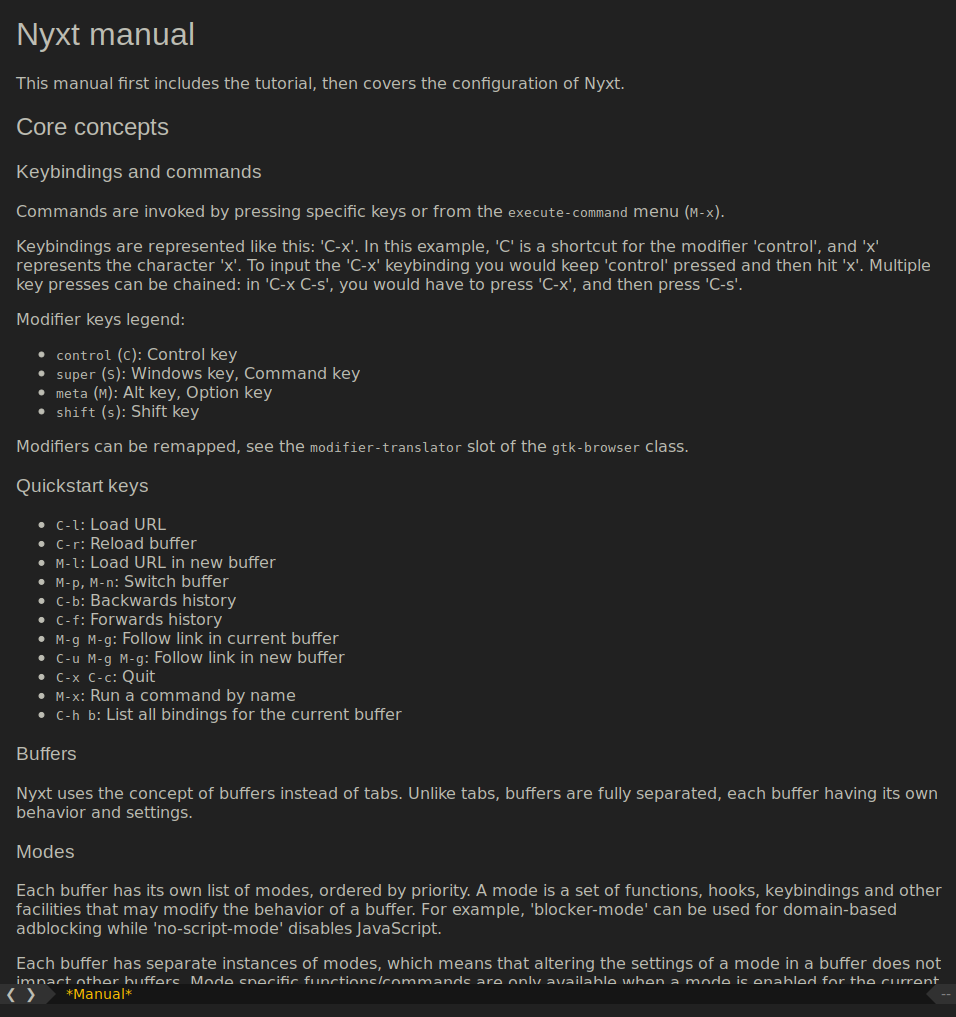 Nyxt manual
This manual first includes the tutorial, then covers the configuration of Nyxt.
Core concepts
Keybindings and commands
Commands are invoked by pressing specific keys or from the execute-command menu (M-x).
Keybindings are represented like this: 'C-x'. In this example, 'C' is a shortcut for the modifier 'control', and 'x'
represents the character 'x'. To input the 'C-x' keybinding you would keep 'control' pressed and then hit 'x'. Multiple
key presses can be chained: in 'C-x C-s', you would have to press 'C-x', and then press 'C-s'.
Modifier keys legend:
• control (C): Control key
• super (S): Windows key, Command key
• meta (M): Alt key, Option key
• shift (s): Shift key
Modifiers can be remapped, see the modifier-translator slot of the gtk-browser class.
Quickstart keys
• C-l: Load URL
• C-r: Reload buffer
• M-l: Load URL in new buffer
• M-p, M-n: Switch buffer
• C-b: Backwards history
• C-f: Forwards history
• M-g M-g: Follow link in current buffer
• C-u M-g M-g: Follow link in new buffer
• C-x C-c: Quit
• M-x: Run a command by name
• C-h b: List all bindings for the current buffer
Buffers
Nyxt uses the concept of buffers instead of tabs. Unlike tabs, buffers are fully separated, each buffer having its own
behavior and settings.
Modes
Each buffer has its own list of modes, ordered by priority. A mode is a set of functions, hooks, keybindings and other
facilities that may modify the behavior of a buffer. For example, 'blocker-mode' can be used for domain-based
adblocking while 'no-script-mode' disables JavaScript.
Each buffer has separate instances of modes, which means that altering the settings of a mode in a buffer does not
impact other buffers. Mode specific functions/commands are only available when a mode is enabled for the current
❮ ❯ *Manual* --